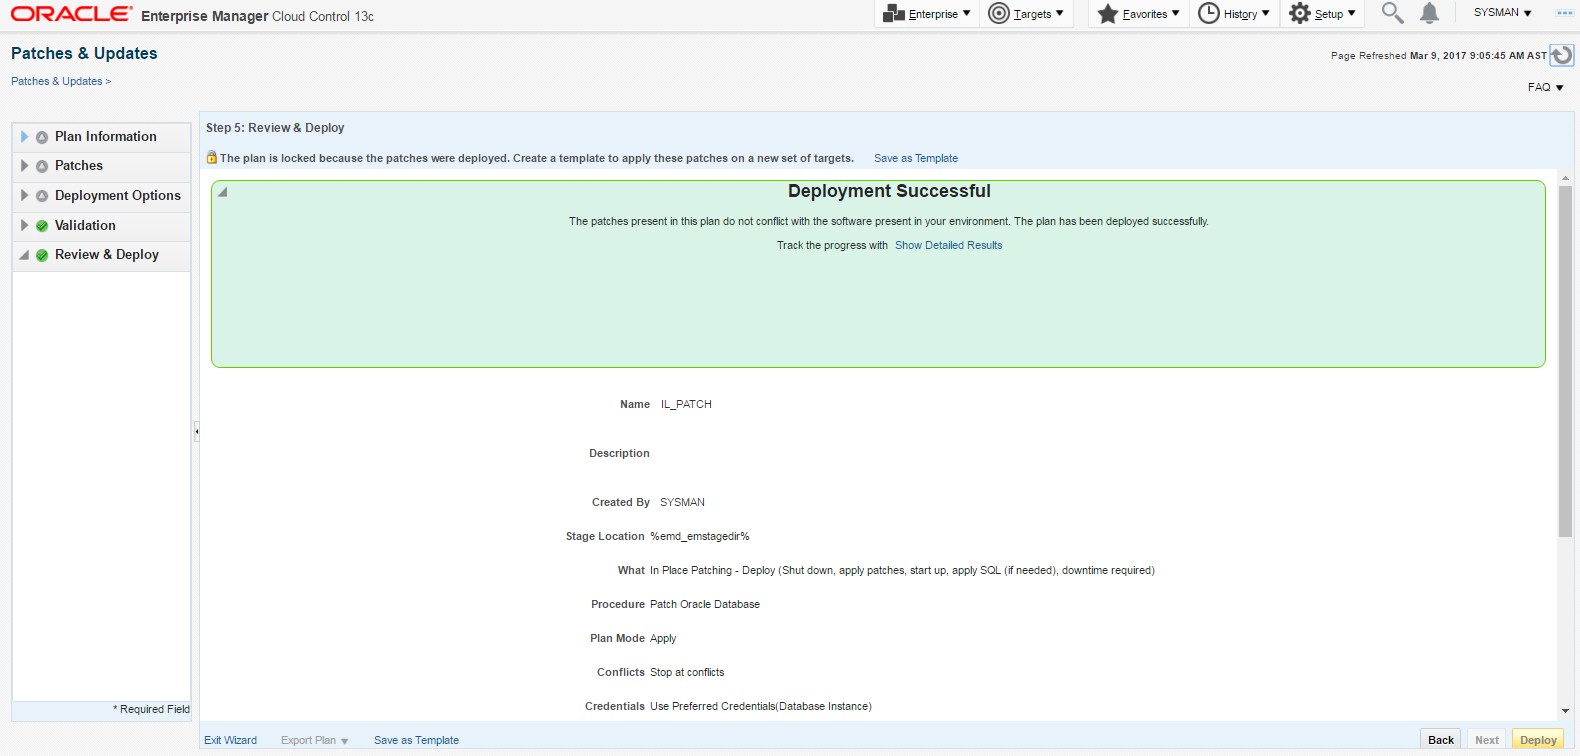 ORACLE Enterprise Manager Cloud Control 13c Enterprise Targets Favorites History Setup SYSMAN
Patches & Updates
Page Refreshed Mar 9, 2017 9:05:45 AM AST
Patches & Updates >
FAQ
Plan Information
Patches
Deployment Options
Validation
Review & Deploy
* Required Field
Step 5: Review & Deploy
The plan is locked because the patches were deployed. Create a template to apply these patches on a new set of targets. Save as Template
Deployment Successful
The patches present in this plan do not conflict with the software present in your environment. The plan has been deployed successfully.
Track the progress with Show Detailed Results
Name IL_PATCH
Description
Created By SYSMAN
Stage Location %emd_emstagedir%
What In Place Patching - Deploy (Shut down, apply patches, start up, apply SQL (if needed), downtime required)
Procedure Patch Oracle Database
Plan Mode Apply
Conflicts Stop at conflicts
Credentials Use Preferred Credentials(Database Instance)
Exit Wizard Export Plan Save as Template Back Next Deploy